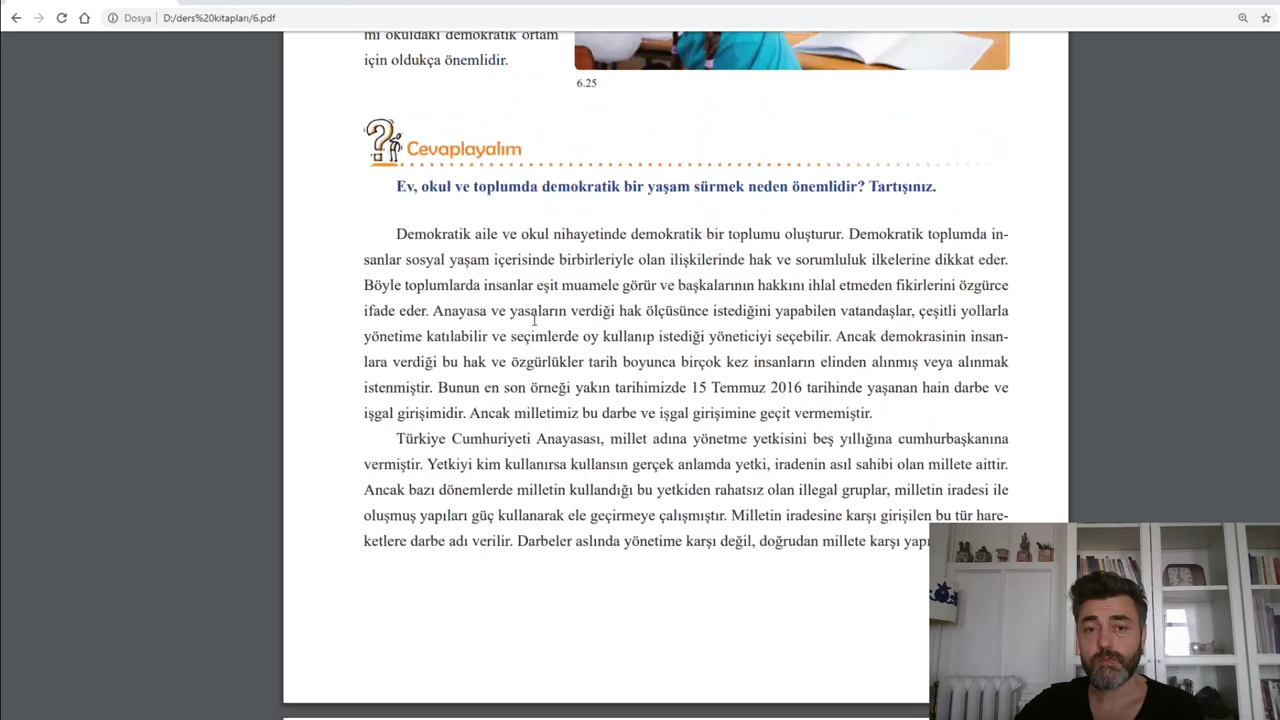 Dosya
D:/ders%20kitapları/6.pdf
mi okuldaki demokratik ortam
için oldukça önemlidir.
6.25
Cevaplayalım
Ev, okul ve toplumda demokratik bir yaşam sürmek neden önemlidir? Tartışınız.
Demokratik aile ve okul nihayetinde demokratik bir toplumu oluşturur. Demokratik toplumda in-
sanlar sosyal yaşam içerisinde birbirleriyle olan ilişkilerinde hak ve sorumluluk ilkelerine dikkat eder.
Böyle toplumlarda insanlar eşit muamele görür ve başkalarının hakkını ihlal etmeden fikirlerini özgürce
ifade eder. Anayasa ve yasaların verdiği hak ölçüsünce istediğini yapabilen vatandaşlar, çeşitli yollarla
yönetime katılabilir ve seçimlerde oy kullanıp istediği yöneticiyi seçebilir. Ancak demokrasinin insan-
lara verdiği bu hak ve özgürlükler tarih boyunca birçok kez insanların elinden alınmış veya alınmak
istenmiştir. Bunun en son örneği yakın tarihimizde 15 Temmuz 2016 tarihinde yaşanan hain darbe ve
işgal girişimidir. Ancak milletimiz bu darbe ve işgal girişimine geçit vermemiştir.
Türkiye Cumhuriyeti Anayasası, millet adına yönetme yetkisini beş yıllığına cumhurbaşkanına
vermiştir. Yetkiyi kim kullanırsa kullansın gerçek anlamda yetki, iradenin asıl sahibi olan millete aittir.
Ancak bazı dönemlerde milletin kullandığı bu yetkiden rahatsız olan illegal gruplar, milletin iradesi ile
oluşmuş yapıları güç kullanarak ele geçirmeye çalışmıştır. Milletin iradesine karşı girişilen bu tür hare-
ketlere darbe adı verilir. Darbeler aslında yönetime karşı değil, doğrudan millete karşı